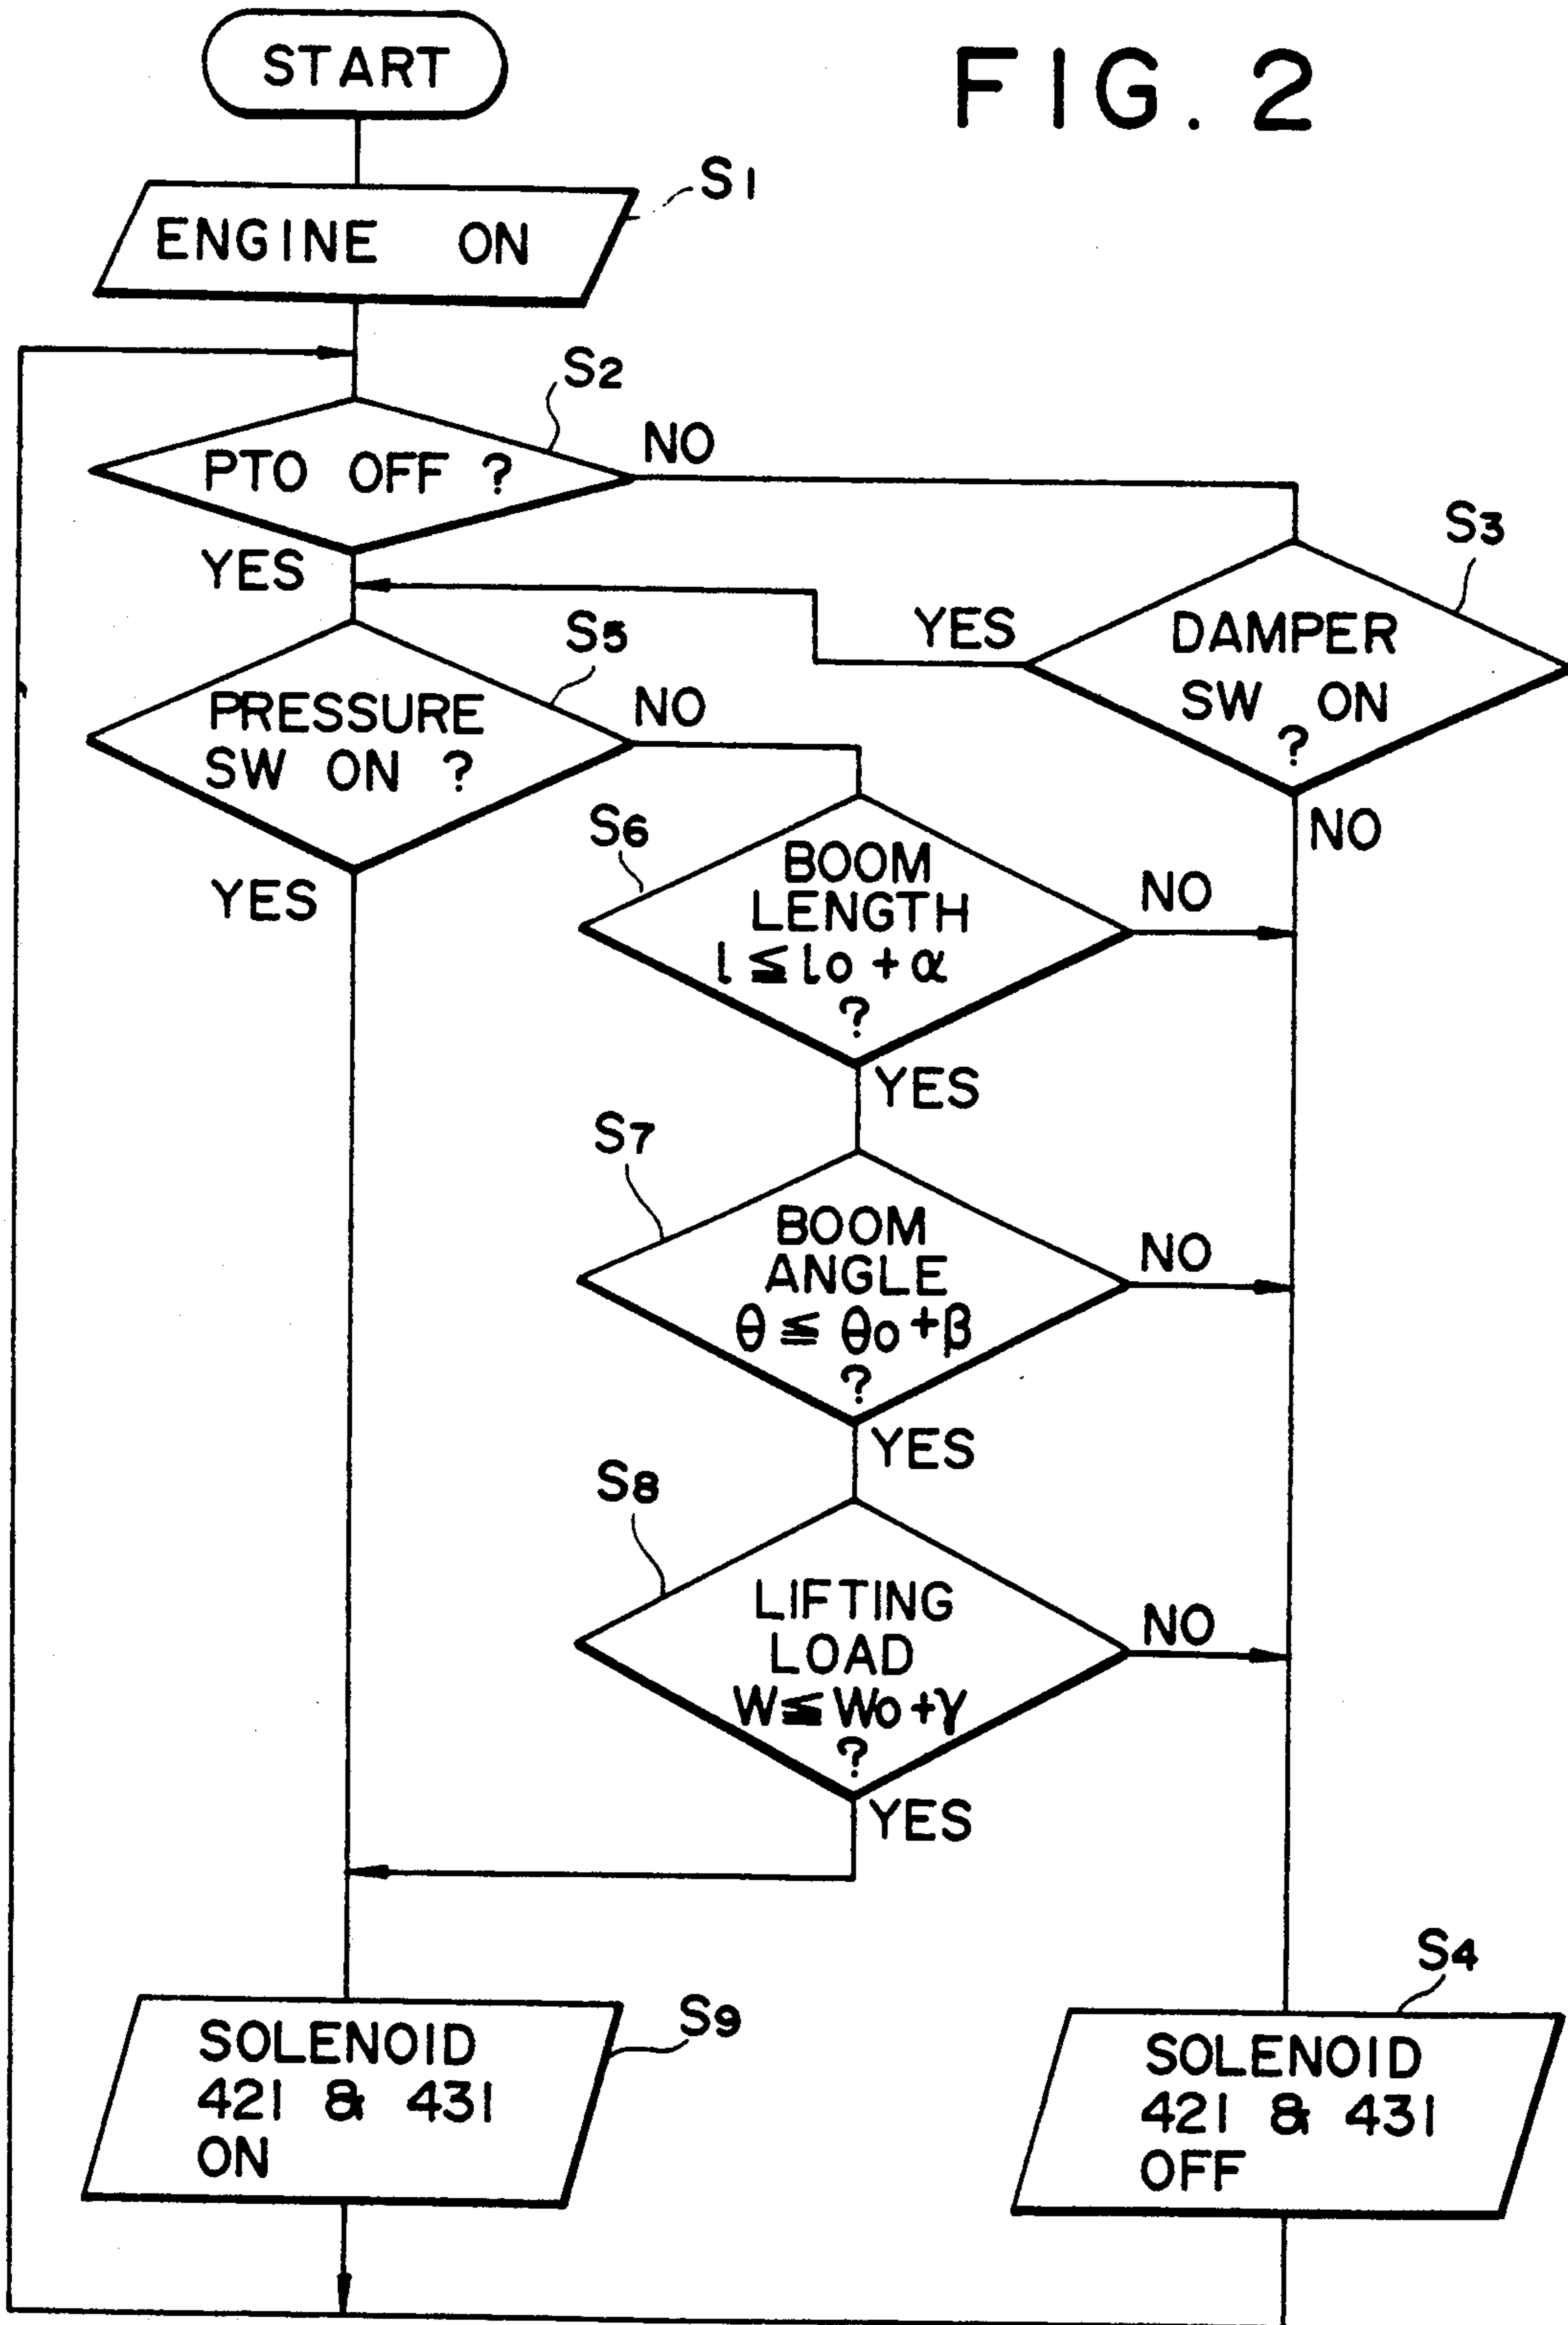 START
FIG. 2
S1
ENGINE ON
S2
NO
PTO OFF ?
YES
S3
YES
DAMPER
SW ON
?
NO
S5
NO
PRESSURE
SW ON ?
YES
S6
BOOM
LENGTH
l ≦ lo + α
?
NO
YES
S7
BOOM
ANGLE
θ ≦ θo + β
?
NO
YES
S8
LIFTING
LOAD
W ≦ Wo + γ
?
NO
YES
S9
SOLENOID
421 & 431
ON
S4
SOLENOID
421 & 431
OFF